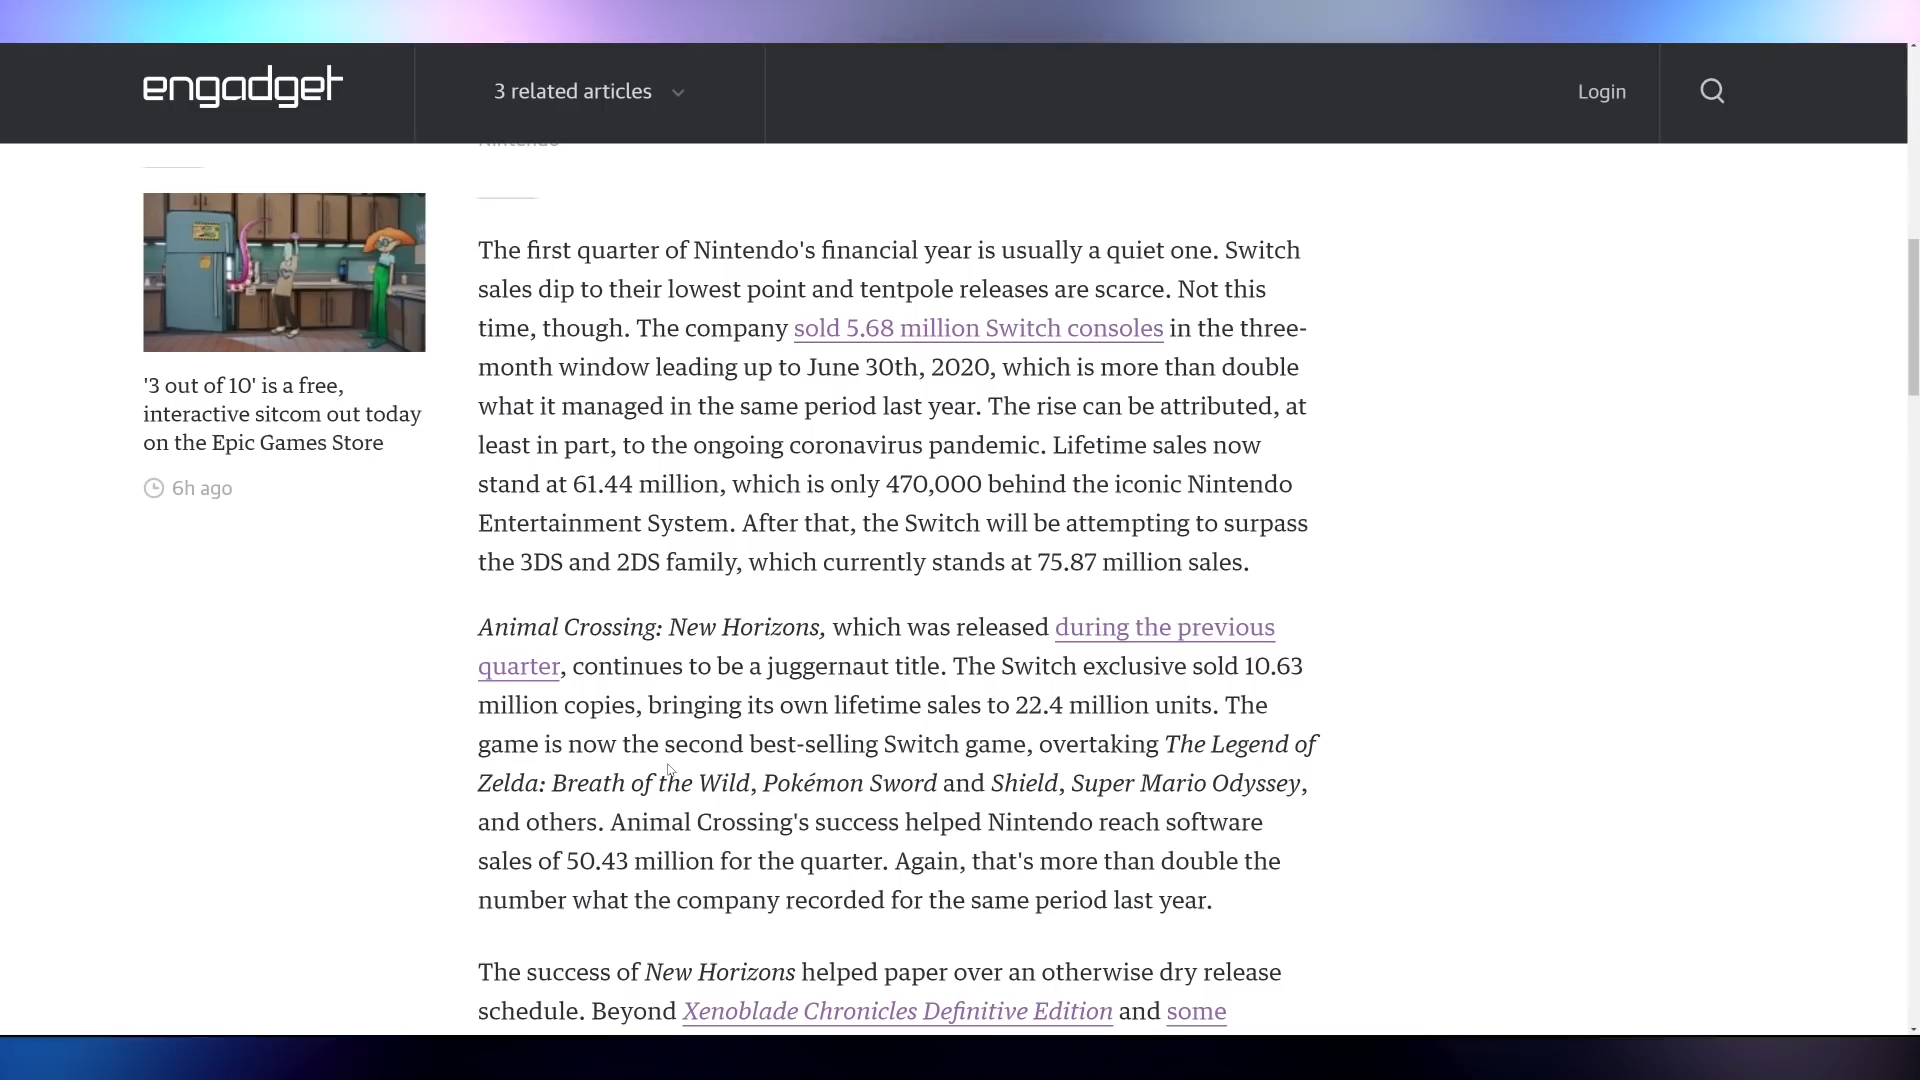 engadget
3 related articles
Login
'3 out of 10' is a free,
interactive sitcom out today
on the Epic Games Store
6h ago
The first quarter of Nintendo's financial year is usually a quiet one. Switch
sales dip to their lowest point and tentpole releases are scarce. Not this
time, though. The company sold 5.68 million Switch consoles in the three-
month window leading up to June 30th, 2020, which is more than double
what it managed in the same period last year. The rise can be attributed, at
least in part, to the ongoing coronavirus pandemic. Lifetime sales now
stand at 61.44 million, which is only 470,000 behind the iconic Nintendo
Entertainment System. After that, the Switch will be attempting to surpass
the 3DS and 2DS family, which currently stands at 75.87 million sales.
Animal Crossing: New Horizons, which was released during the previous
quarter, continues to be a juggernaut title. The Switch exclusive sold 10.63
million copies, bringing its own lifetime sales to 22.4 million units. The
game is now the second best-selling Switch game, overtaking The Legend of
Zelda: Breath of the Wild, Pokémon Sword and Shield, Super Mario Odyssey,
and others. Animal Crossing's success helped Nintendo reach software
sales of 50.43 million for the quarter. Again, that's more than double the
number what the company recorded for the same period last year.
The success of New Horizons helped paper over an otherwise dry release
schedule. Beyond Xenoblade Chronicles Definitive Edition and some